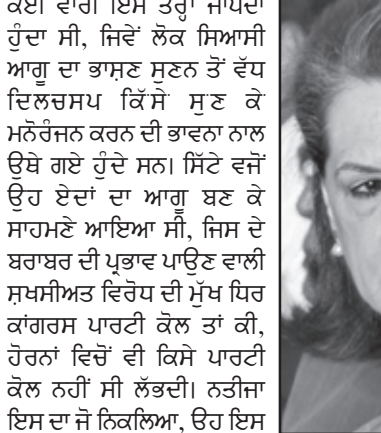 ਕਈ ਵਾਰੀ ਇਸ ਤਰ੍ਹਾਂ ਜਾਪਦਾ
ਹੁੰਦਾ ਸੀ, ਜਿਵੇਂ ਲੋਕ ਸਿਆਸੀ
ਆਗੂ ਦਾ ਭਾਸ਼ਣ ਸੁਣਨ ਤੋਂ ਵੱਧ
ਦਿਲਚਸਪ ਕਿੱਸੇ ਸੁਣ ਕੇ
ਮਨੋਰੰਜਨ ਕਰਨ ਦੀ ਭਾਵਨਾ ਨਾਲ
ਉਥੇ ਗਏ ਹੁੰਦੇ ਸਨ। ਸਿੱਟੇ ਵਜੋਂ
ਉਹ ਏਦਾਂ ਦਾ ਆਗੂ ਬਣ ਕੇ
ਸਾਹਮਣੇ ਆਇਆ ਸੀ, ਜਿਸ ਦੇ
ਬਰਾਬਰ ਦੀ ਪ੍ਰਭਾਵ ਪਾਉਣ ਵਾਲੀ
ਸ਼ਖਸੀਅਤ ਵਿਰੋਧ ਦੀ ਮੁੱਖ ਧਿਰ
ਕਾਂਗਰਸ ਪਾਰਟੀ ਕੋਲ ਤਾਂ ਕੀ,
ਹੋਰਨਾਂ ਵਿਚੋਂ ਵੀ ਕਿਸੇ ਪਾਰਟੀ
ਕੋਲ ਨਹੀਂ ਸੀ ਲੱਭਦੀ। ਨਤੀਜਾ
ਇਸ ਦਾ ਜੋ ਨਿਕਲਿਆ, ਉਹ ਇਸ